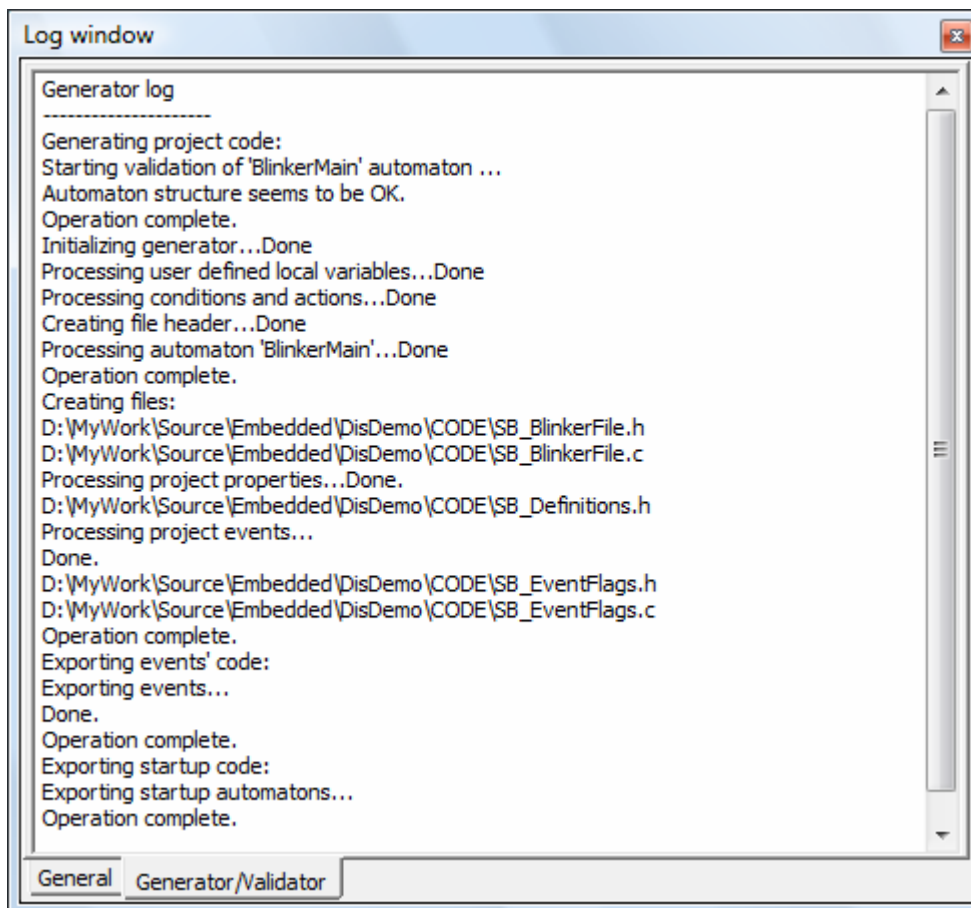 Log window
Generator log
---------------------
Generating project code:
Starting validation of 'BlinkerMain' automaton ...
Automaton structure seems to be OK.
Operation complete.
Initializing generator...Done
Processing user defined local variables...Done
Processing conditions and actions...Done
Creating file header...Done
Processing automaton 'BlinkerMain'...Done
Operation complete.
Creating files:
D:\MyWork\Source\Embedded\DisDemo\CODE\SB_BlinkerFile.h
D:\MyWork\Source\Embedded\DisDemo\CODE\SB_BlinkerFile.c
Processing project properties...Done.
D:\MyWork\Source\Embedded\DisDemo\CODE\SB_Definitions.h
Processing project events...
Done.
D:\MyWork\Source\Embedded\DisDemo\CODE\SB_EventFlags.h
D:\MyWork\Source\Embedded\DisDemo\CODE\SB_EventFlags.c
Operation complete.
Exporting events' code:
Exporting events...
Done.
Operation complete.
Exporting startup code:
Exporting startup automatons...
Operation complete.
General Generator/Validator